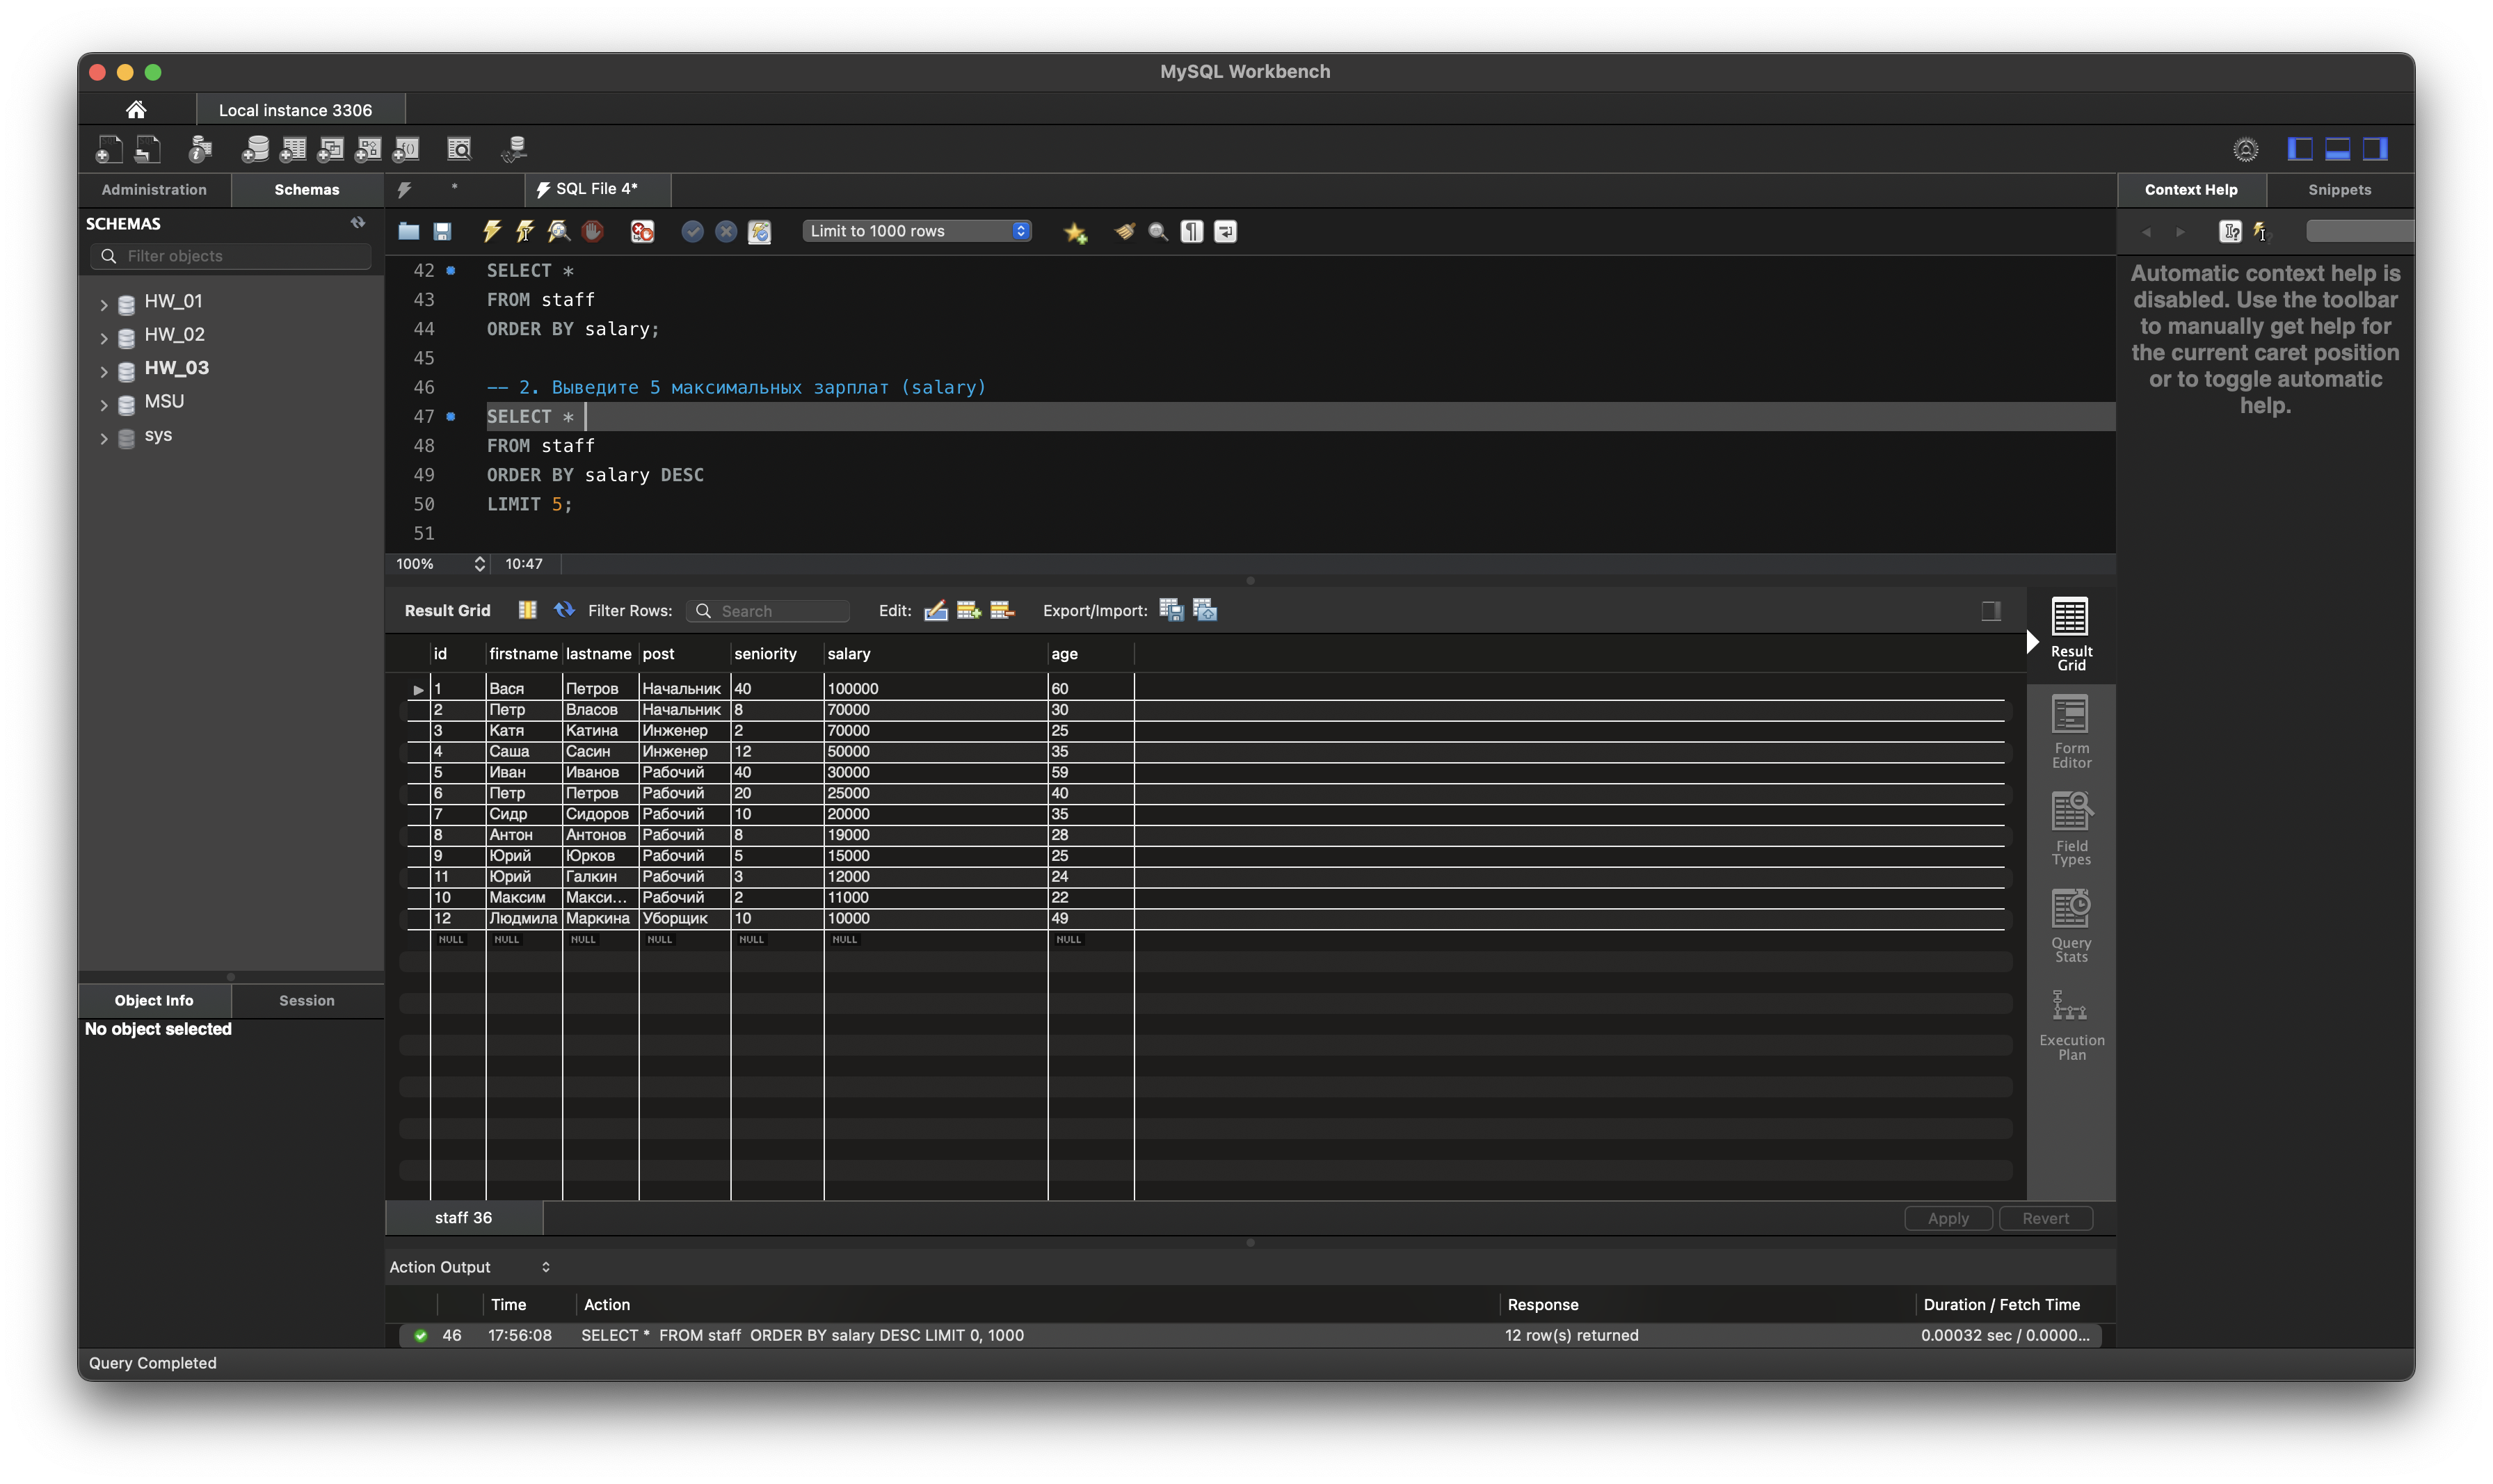 MySQL Workbench
Local instance 3306
Administration
Schemas
*
SQL File 4*
Context Help
Snippets
SCHEMAS
Filter objects
HW_01
HW_02
HW_03
MSU
sys
Object Info
Session
No object selected
Limit to 1000 rows
42 SELECT *
43 FROM staff
44 ORDER BY salary;
45
46 -- 2. Выведите 5 максимальных зарплат (salary)
47 SELECT *
48 FROM staff
49 ORDER BY salary DESC
50 LIMIT 5;
51
100% 10:47
Automatic context help is
disabled. Use the toolbar
to manually get help for
the current caret position
or to toggle automatic
help.
Result Grid Filter Rows: Search Edit: Export/Import:
id firstname lastname post seniority salary age
1 Вася Петров Начальник 40 100000 60
2 Петр Власов Начальник 8 70000 30
3 Катя Катина Инженер 2 70000 25
4 Саша Сасин Инженер 12 50000 35
5 Иван Иванов Рабочий 40 30000 59
6 Петр Петров Рабочий 20 25000 40
7 Сидр Сидоров Рабочий 10 20000 35
8 Антон Антонов Рабочий 8 19000 28
9 Юрий Юрков Рабочий 5 15000 25
11 Юрий Галкин Рабочий 3 12000 24
10 Максим Макси... Рабочий 2 11000 22
12 Людмила Маркина Уборщик 10 10000 49
NULL NULL NULL NULL NULL NULL NULL
Result
Grid
Form
Editor
Field
Types
Query
Stats
Execution
Plan
staff 36
Apply
Revert
Action Output
Time Action Response Duration / Fetch Time
46 17:56:08 SELECT * FROM staff ORDER BY salary DESC LIMIT 0, 1000 12 row(s) returned 0.00032 sec / 0.0000...
Query Completed